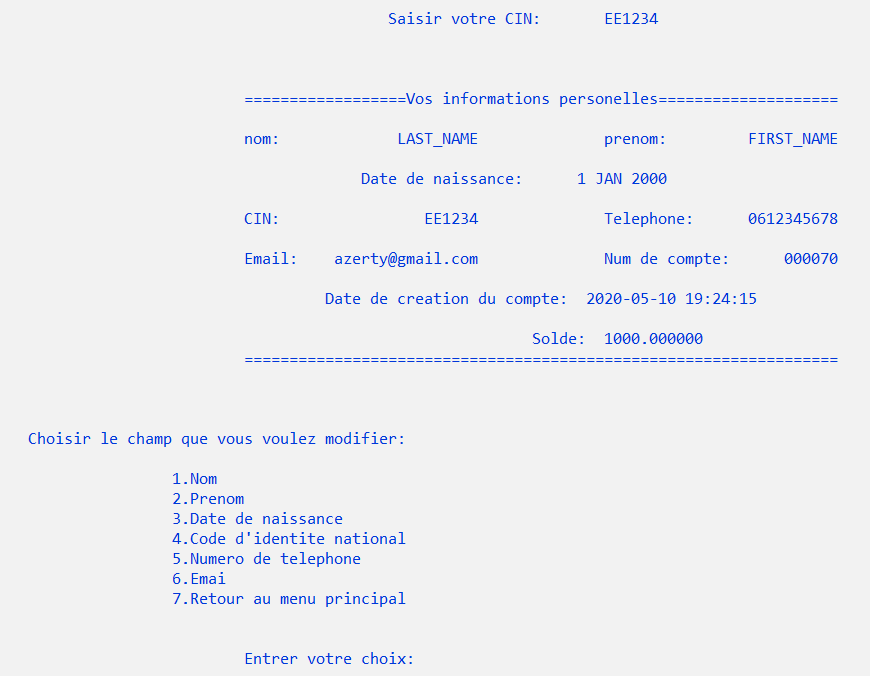 Saisir votre CIN: EE1234
==================Vos informations personelles====================
nom: LAST_NAME prenom: FIRST_NAME
Date de naissance: 1 JAN 2000
CIN: EE1234 Telephone: 0612345678
Email: azerty@gmail.com Num de compte: 000070
Date de creation du compte: 2020-05-10 19:24:15
Solde: 1000.000000
==================================================================
Choisir le champ que vous voulez modifier:
1.Nom
2.Prenom
3.Date de naissance
4.Code d'identite national
5.Numero de telephone
6.Emai
7.Retour au menu principal
Entrer votre choix: